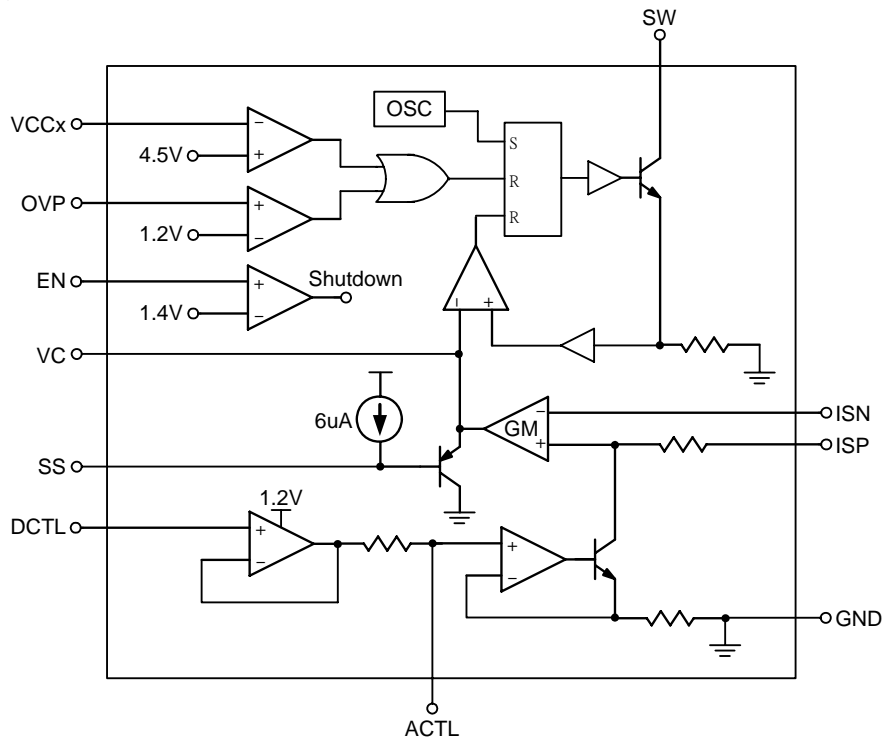 SW
VCCx
4.5V
−
+
OSC
S
R
R
OVP
1.2V
+
−
EN
1.4V
+
−
Shutdown
−
+
VC
6uA
GM
−
+
ISN
ISP
SS
DCTL
1.2V
+
−
+
−
GND
ACTL